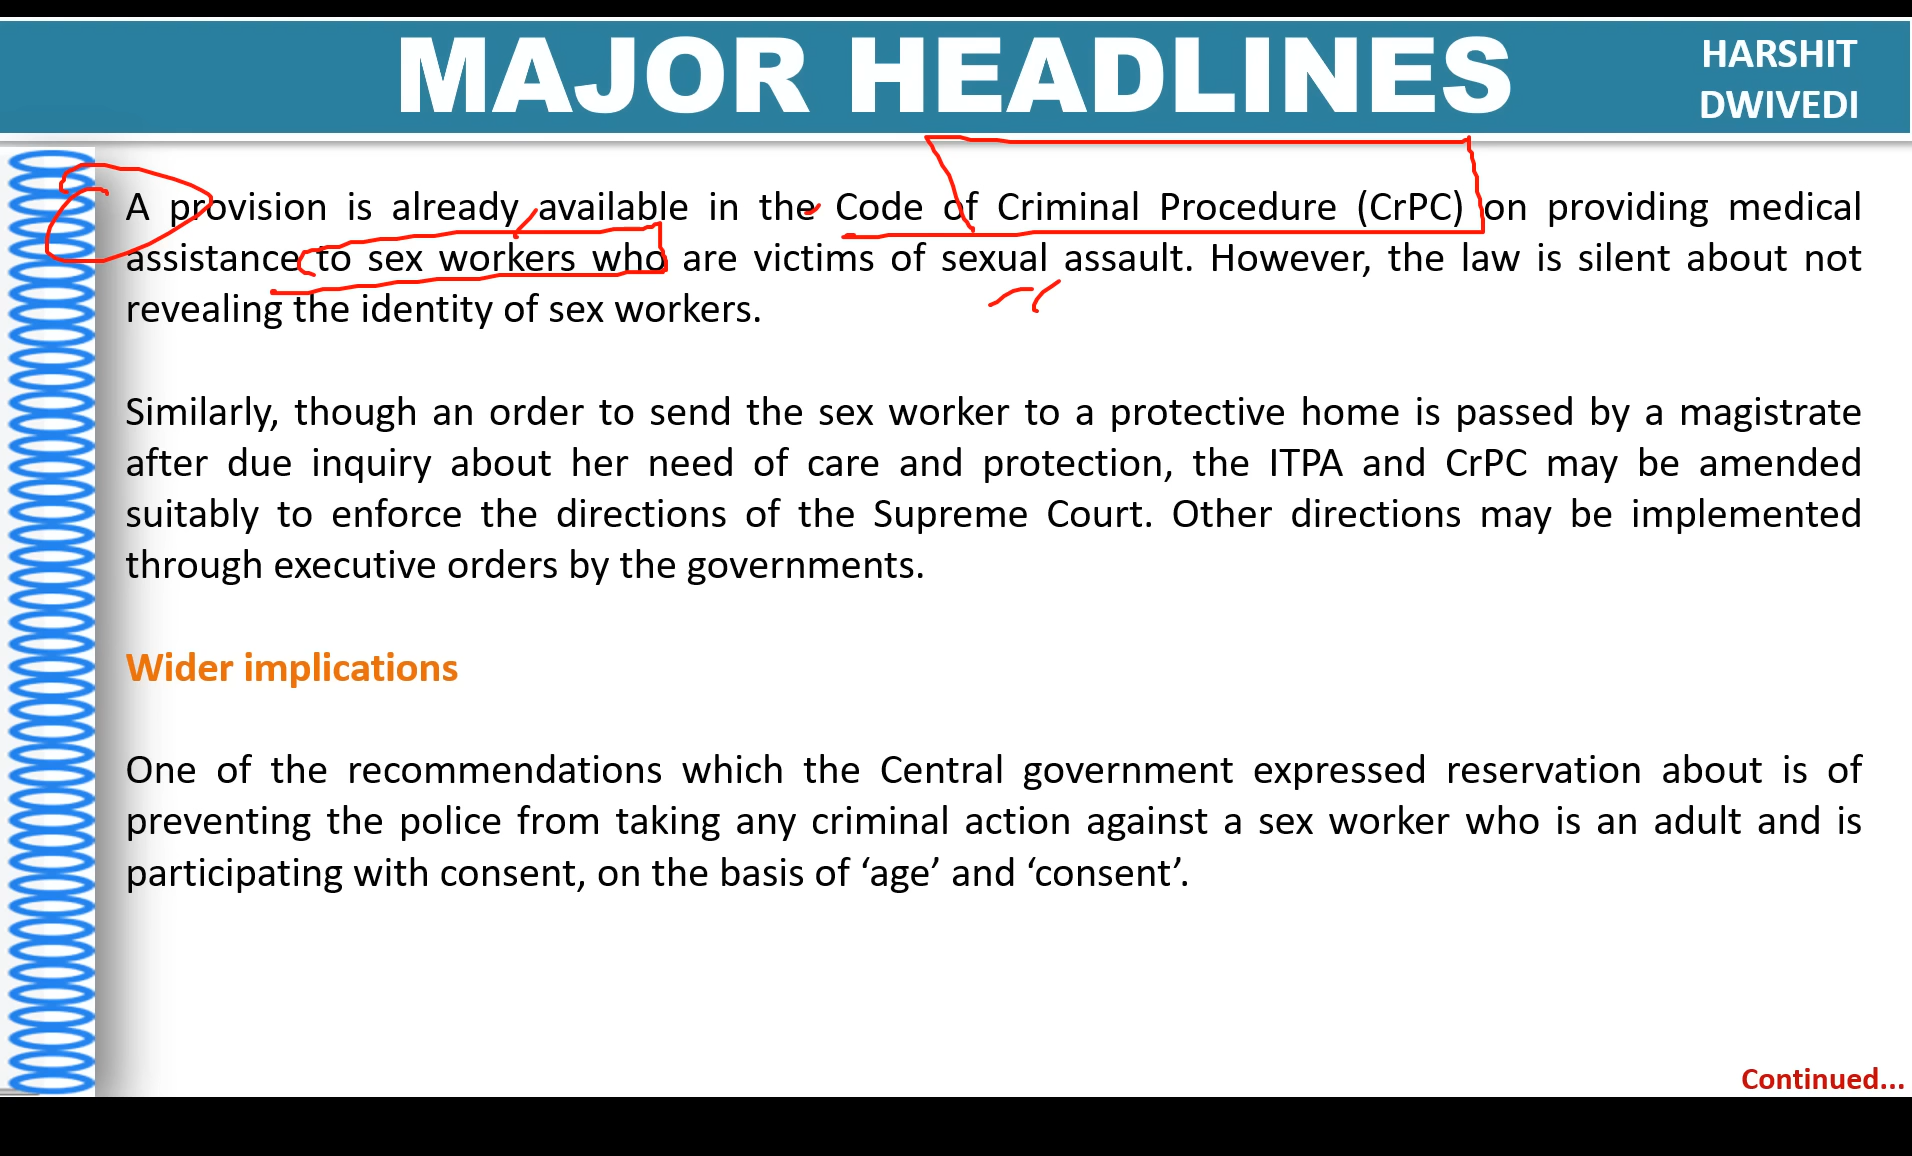 MAJOR HEADLINES
HARSHIT
DWIVEDI
A provision is already available in the Code of Criminal Procedure (CrPC) on providing medical
assistance to sex workers who are victims of sexual assault. However, the law is silent about not
revealing the identity of sex workers.
Similarly, though an order to send the sex worker to a protective home is passed by a magistrate
after due inquiry about her need of care and protection, the ITPA and CrPC may be amended
suitably to enforce the directions of the Supreme Court. Other directions may be implemented
through executive orders by the governments.
Wider implications
One of the recommendations which the Central government expressed reservation about is of
preventing the police from taking any criminal action against a sex worker who is an adult and is
participating with consent, on the basis of ‘age’ and ‘consent’.
Continued...